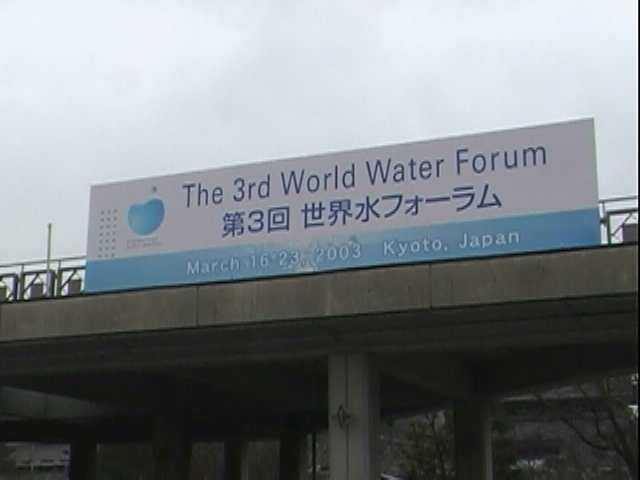 The 3rd World Water Forum
第3回 世界水フォーラム
March 16-23, 2003 Kyoto, Japan